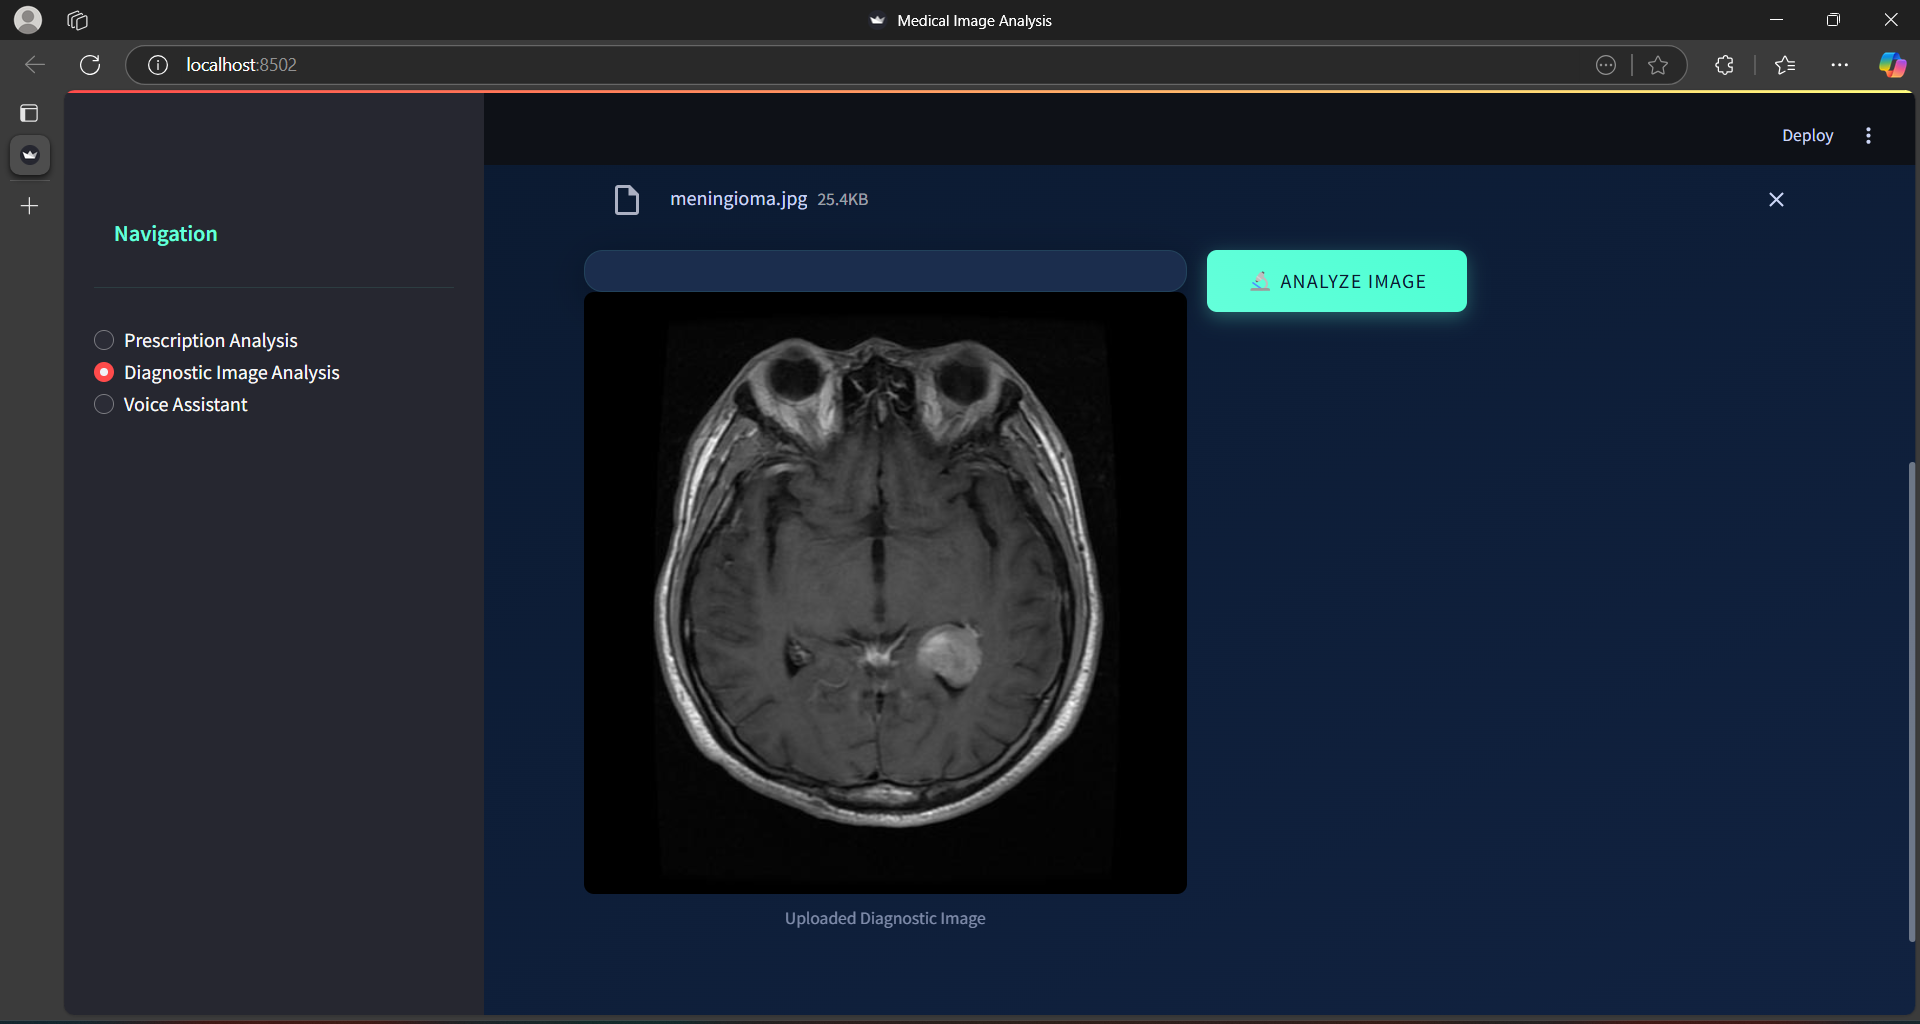 Medical Image Analysis
localhost:8502
Deploy
Navigation
Prescription Analysis
Diagnostic Image Analysis
Voice Assistant
meningioma.jpg 25.4KB
ANALYZE IMAGE
Uploaded Diagnostic Image